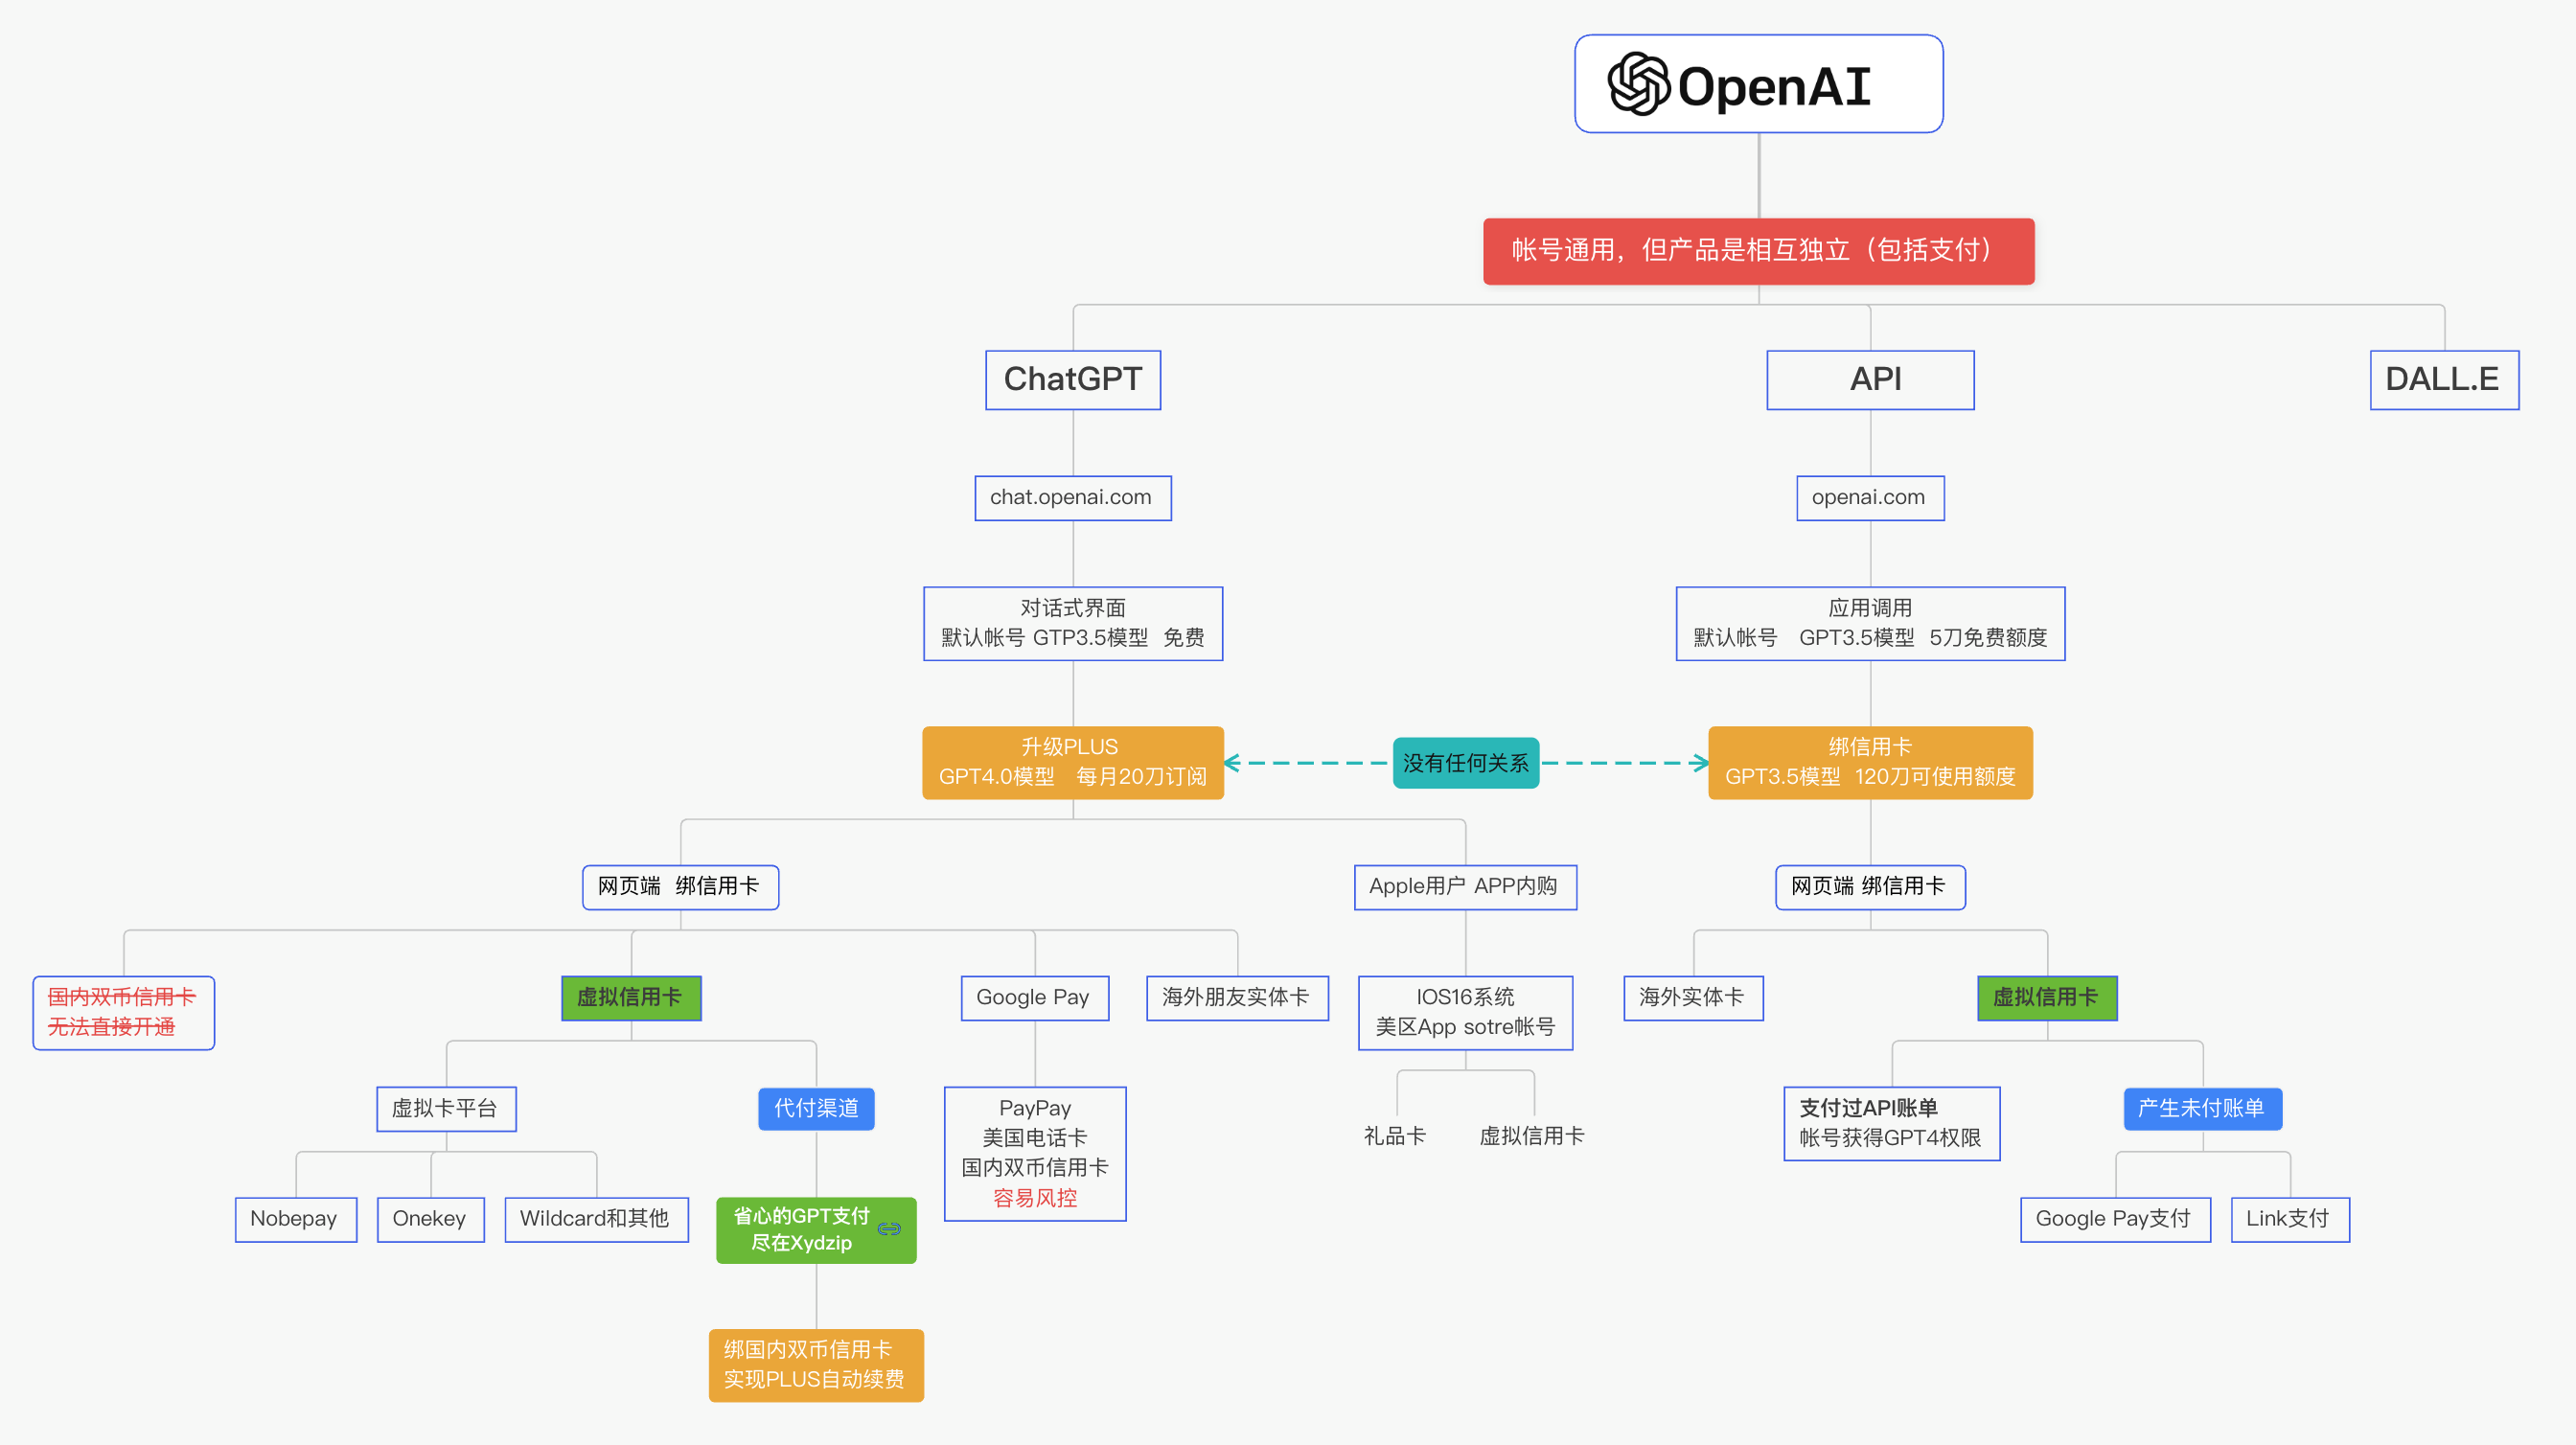 OpenAI
帐号通用，但产品是相互独立（包括支付）
ChatGPT
API
DALL.E
chat.openai.com
openai.com
对话式界面
默认帐号 GTP3.5模型 免费
应用调用
默认帐号 GPT3.5模型 5刀免费额度
升级PLUS
GPT4.0模型 每月20刀订阅
没有任何关系
绑信用卡
GPT3.5模型 120刀可使用额度
网页端 绑信用卡
Apple用户 APP内购
网页端 绑信用卡
国内双币信用卡
无法直接开通
虚拟信用卡
Google Pay
海外朋友实体卡
IOS16系统
美区App sotre帐号
海外实体卡
虚拟信用卡
虚拟卡平台
代付渠道
PayPay
美国电话卡
国内双币信用卡
容易风控
礼品卡
虚拟信用卡
支付过API账单
帐号获得GPT4权限
产生未付账单
Nobepay
Onekey
Wildcard和其他
省心的GPT支付
尽在Xydzip
Google Pay支付
Link支付
绑国内双币信用卡
实现PLUS自动续费